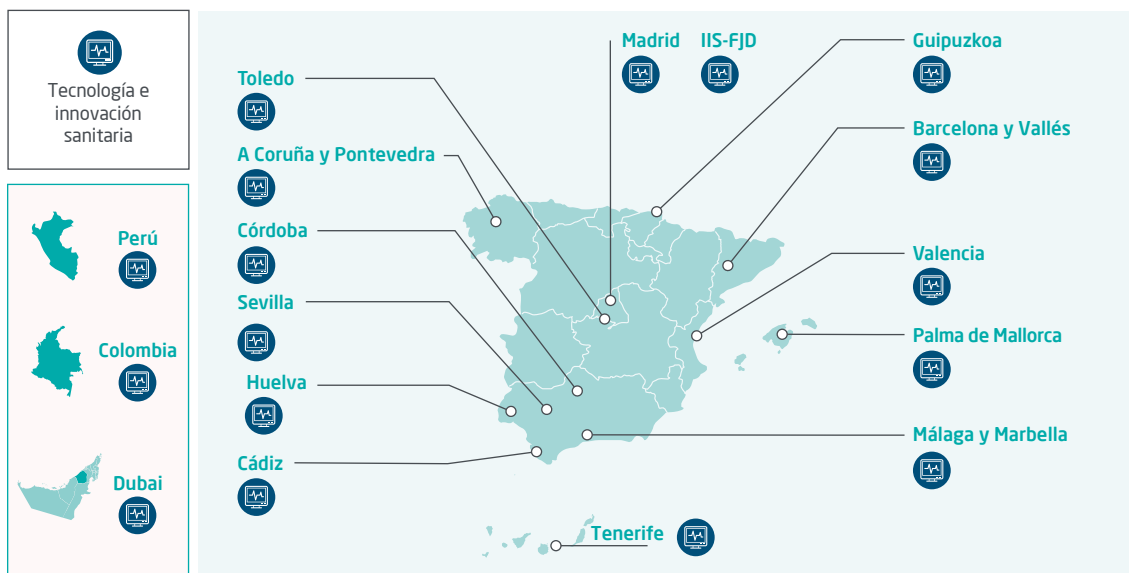 Tecnología e
innovación
sanitaria
Perú
Colombia
Dubai
Toledo
A Coruña y Pontevedra
Córdoba
Sevilla
Huelva
Cádiz
Madrid
IIS-FJD
Guipuzkoa
Barcelona y Vallés
Valencia
Palma de Mallorca
Málaga y Marbella
Tenerife